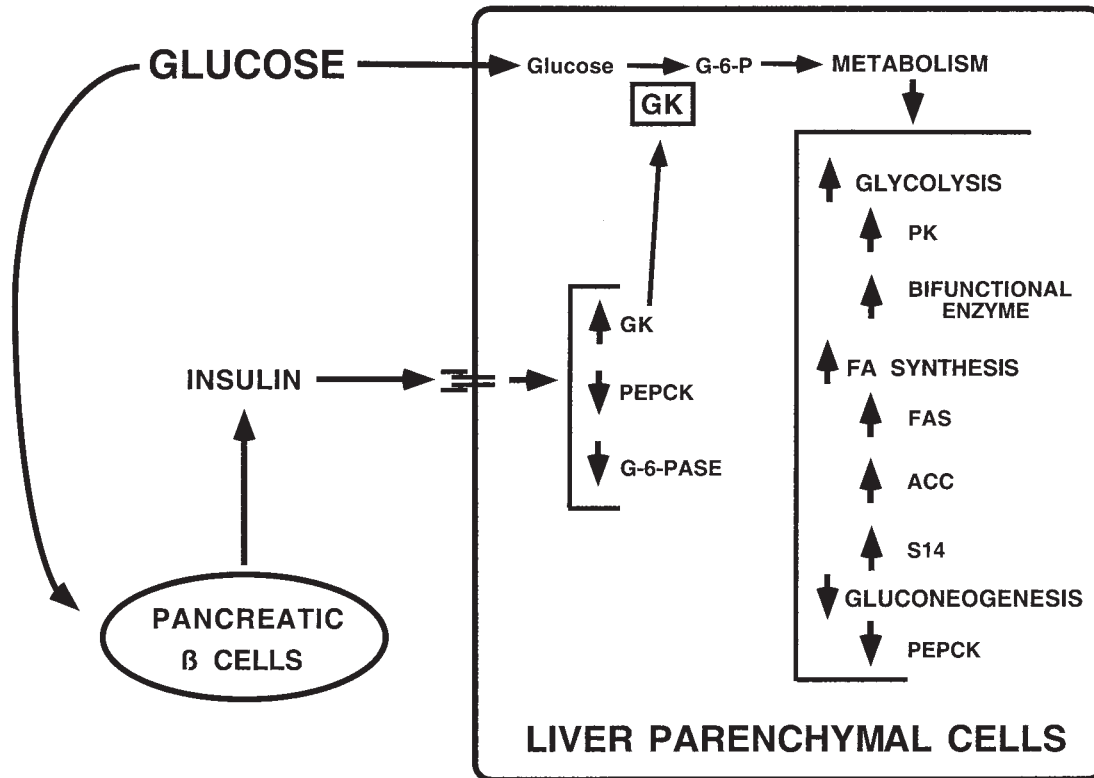 GLUCOSE
Glucose
G-6-P
METABOLISM
GK
GLYCOLYSIS
PK
BIFUNCTIONAL
ENZYME
FA SYNTHESIS
FAS
ACC
S14
GLUCONEOGENESIS
PEPCK
GK
PEPCK
G-6-PASE
INSULIN
PANCREATIC
ß CELLS
LIVER PARENCHYMAL CELLS